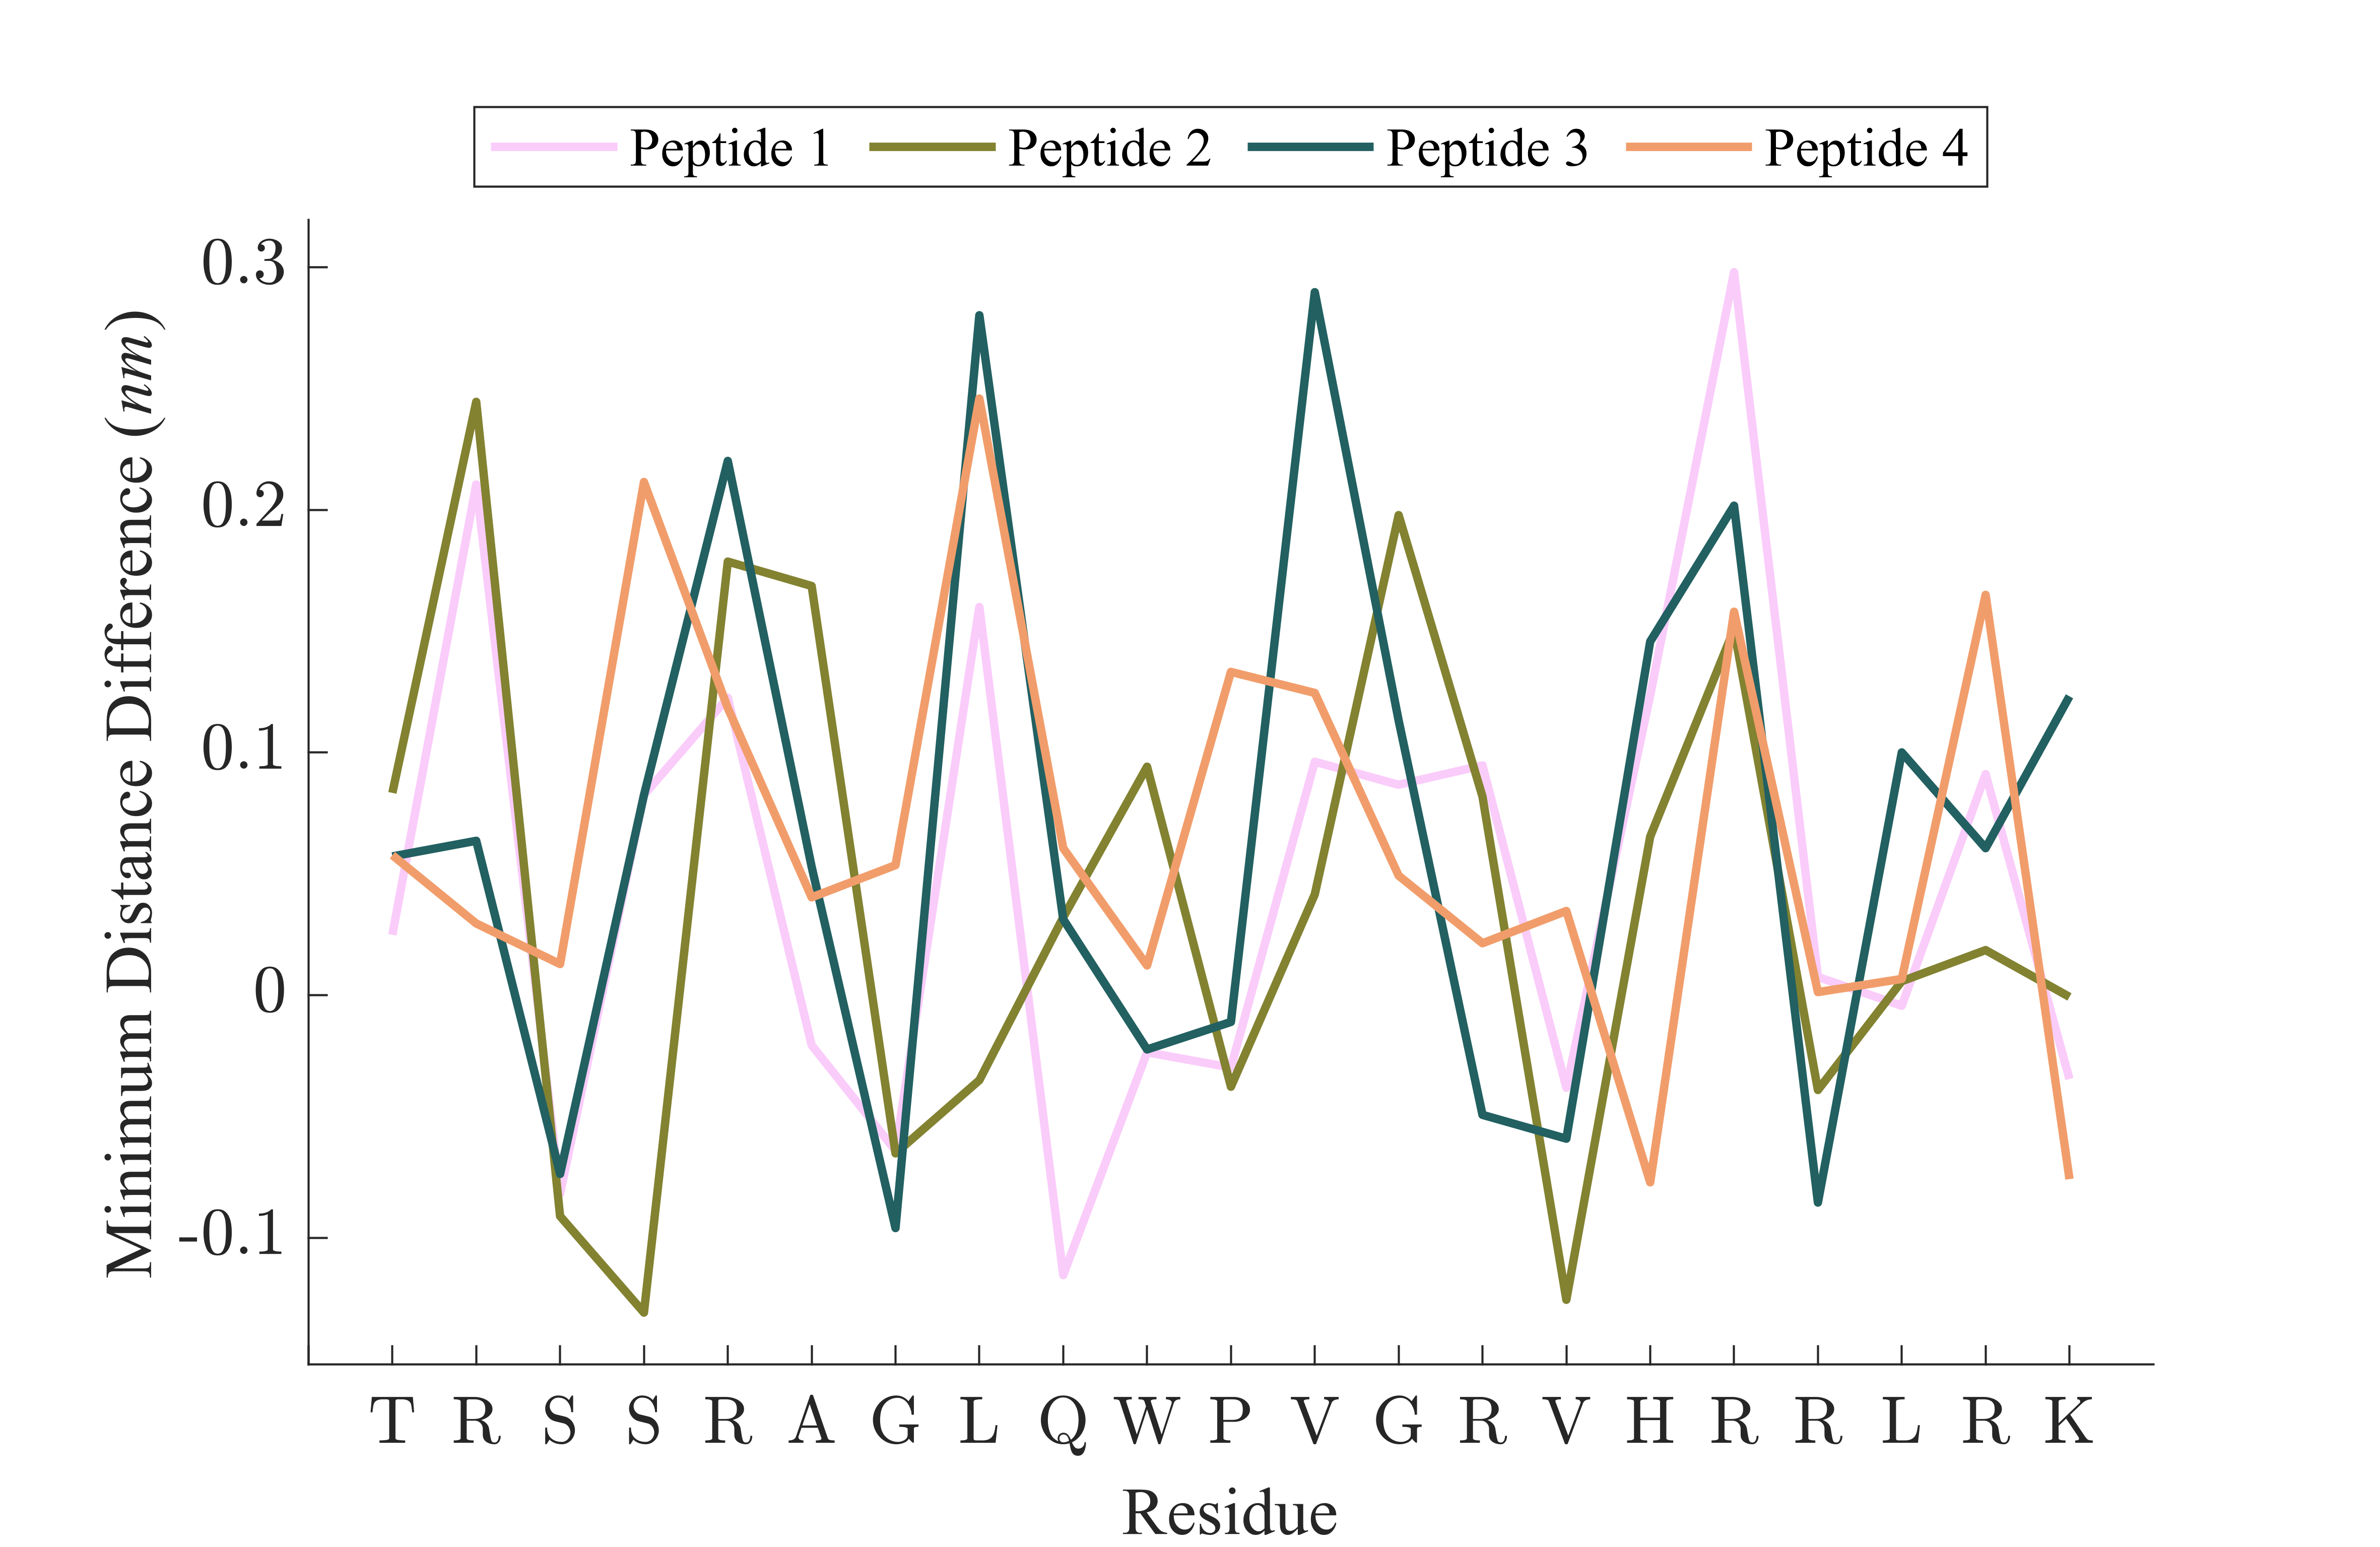 Peptide 1 Peptide 2 Peptide 3 Peptide 4
Minimum Distance Difference (nm)
0.3
0.2
0.1
0
-0.1
T R S S R A G L Q W P V G R V H R R L R K
Residue